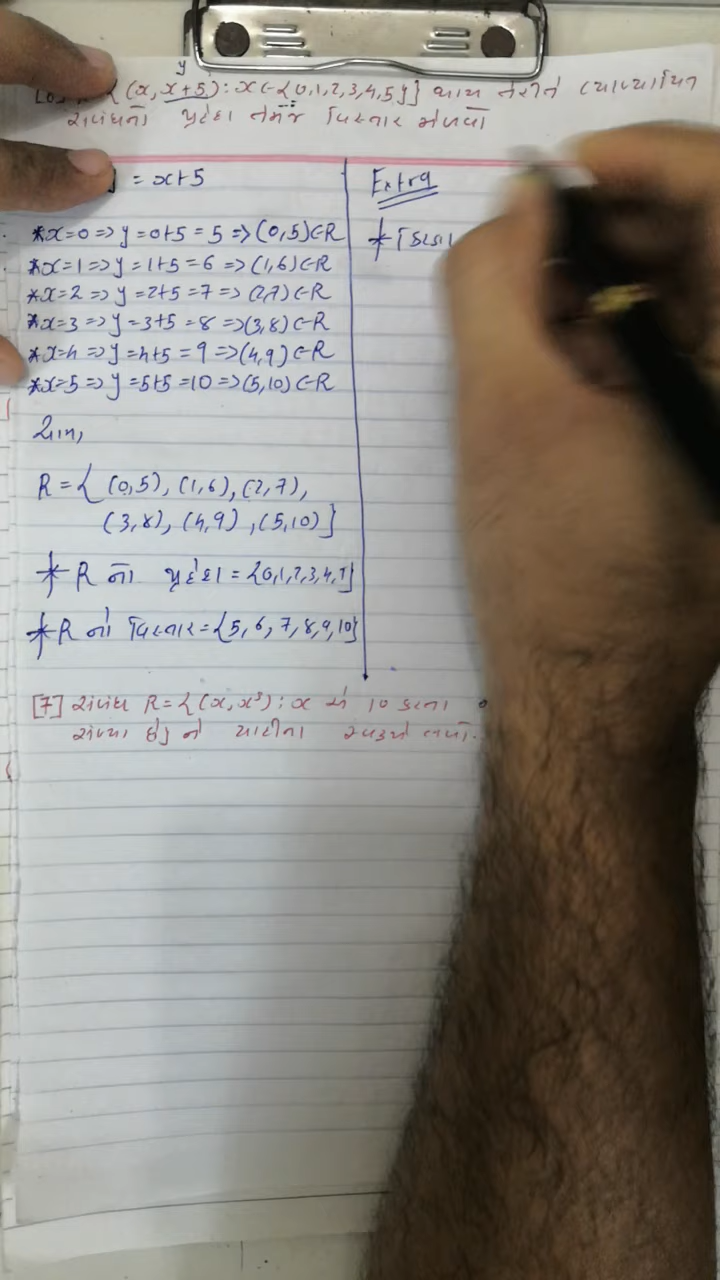 {(x, x+5) : x ∈ {0,1,2,3,4,5}} થાય તે રીતે વ્યાખ્યાયિત
y
સંબંધનો પ્રદેશ તેમજ વિસ્તાર મેળવો
= x+5
*x=0 => y=0+5 = 5 => (0,5) ∈ R
*x=1 => y=1+5=6 => (1,6) ∈ R
*x=2 => y=2+5=7 => (2,7) ∈ R
*x=3 => y=3+5=8 => (3,8) ∈ R
*x=4 => y=4+5=9 => (4,9) ∈ R
*x=5 => y=5+5=10 => (5,10) ∈ R
R = { (0,5), (1,6), (2,7),
(3,8), (4,9), (5,10) }
* R નો પ્રદેશ = {0,1,2,3,4,
* R નો વિસ્તાર = {5, 6, 7, 8, 9, 10}
Extra
[7] સંબંધ R = {(x, x³) : x એ 10 કરતાં
સંખ્યા છે} ને યાદીના સ્વરૂપે લખો.